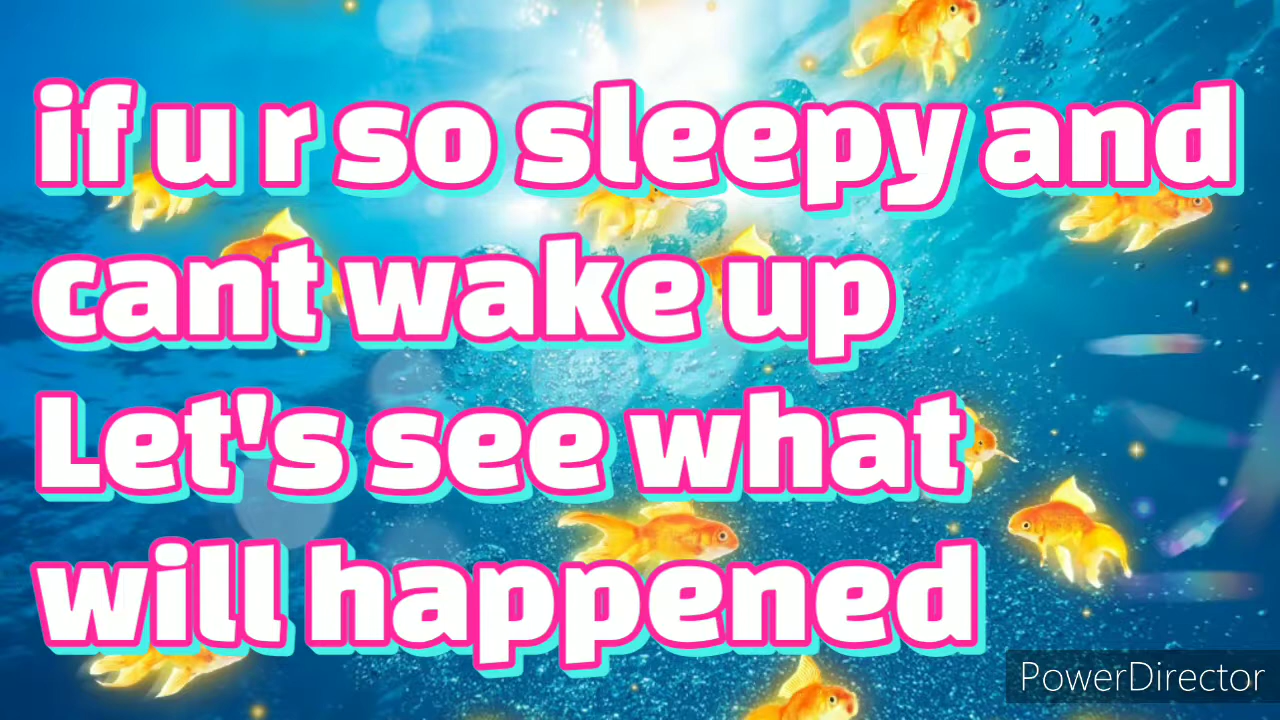 if u r so sleepy and
cant wake up
Let's see what
will happened
PowerDirector